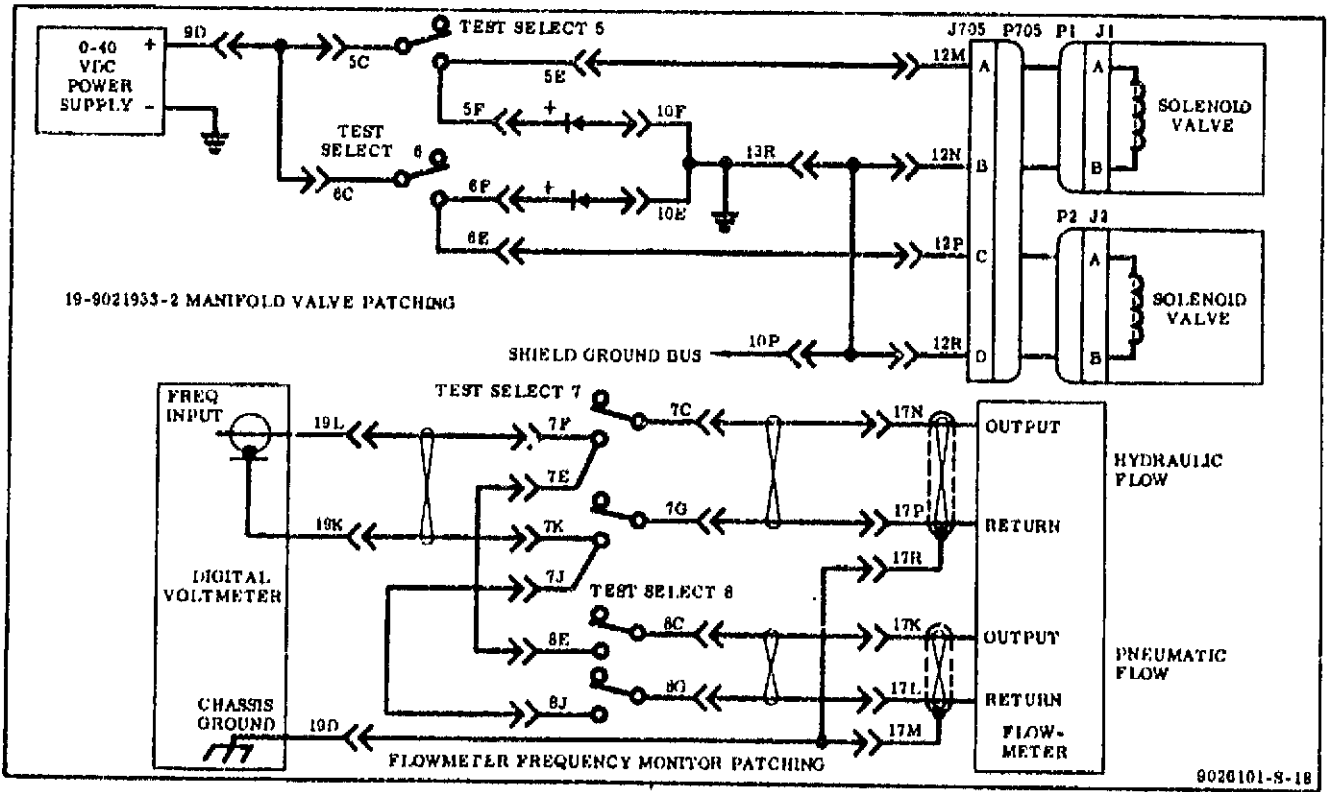 0-40
VDC
POWER
SUPPLY
+
-
9D
5C
TEST SELECT 5
5E
5F
+
10F
TEST
SELECT 6
6C
6F
+
10E
6E
13R
12M
12N
12P
12R
J705
P705
P1
J1
A
B
C
D
A
B
SOLENOID
VALVE
P2
J2
A
B
SOLENOID
VALVE
19-9021933-2 MANIFOLD VALVE PATCHING
SHIELD GROUND BUS
10P
FREQ
INPUT
19L
19K
DIGITAL
VOLTMETER
CHASSIS
GROUND
19D
TEST SELECT 7
7F
7E
7K
7J
7C
7G
TEST SELECT 8
8E
8J
8C
8G
17N
17P
17R
17K
17L
17M
OUTPUT
RETURN
HYDRAULIC
FLOW
OUTPUT
RETURN
PNEUMATIC
FLOW
FLOW-
METER
FLOWMETER FREQUENCY MONITOR PATCHING
9026101-S-18